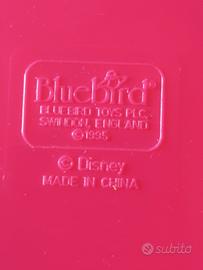 Bluebird®
BLUEBIRD TOYS PLC.
SWINDON, ENGLAND
©1995
© Disney
MADE IN CHINA
subito